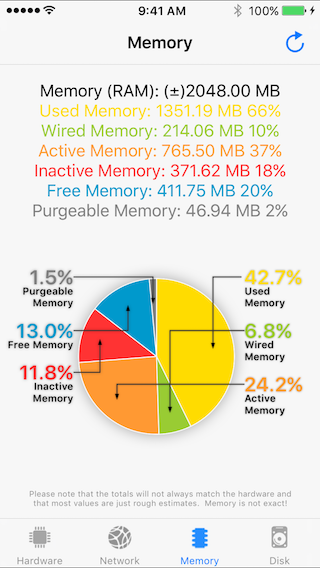 9:41 AM
100%
Memory
Memory (RAM): (±)2048.00 MB
Used Memory: 1351.19 MB 66%
Wired Memory: 214.06 MB 10%
Active Memory: 765.50 MB 37%
Inactive Memory: 371.62 MB 18%
Free Memory: 411.75 MB 20%
Purgeable Memory: 46.94 MB 2%
1.5%
Purgeable
Memory
42.7%
Used
Memory
13.0%
Free Memory
6.8%
Wired
Memory
11.8%
Inactive
Memory
24.2%
Active
Memory
Please note that the totals will not always match the hardware and
that most values are just rough estimates. Memory is not exact!
Hardware
Network
Memory
Disk